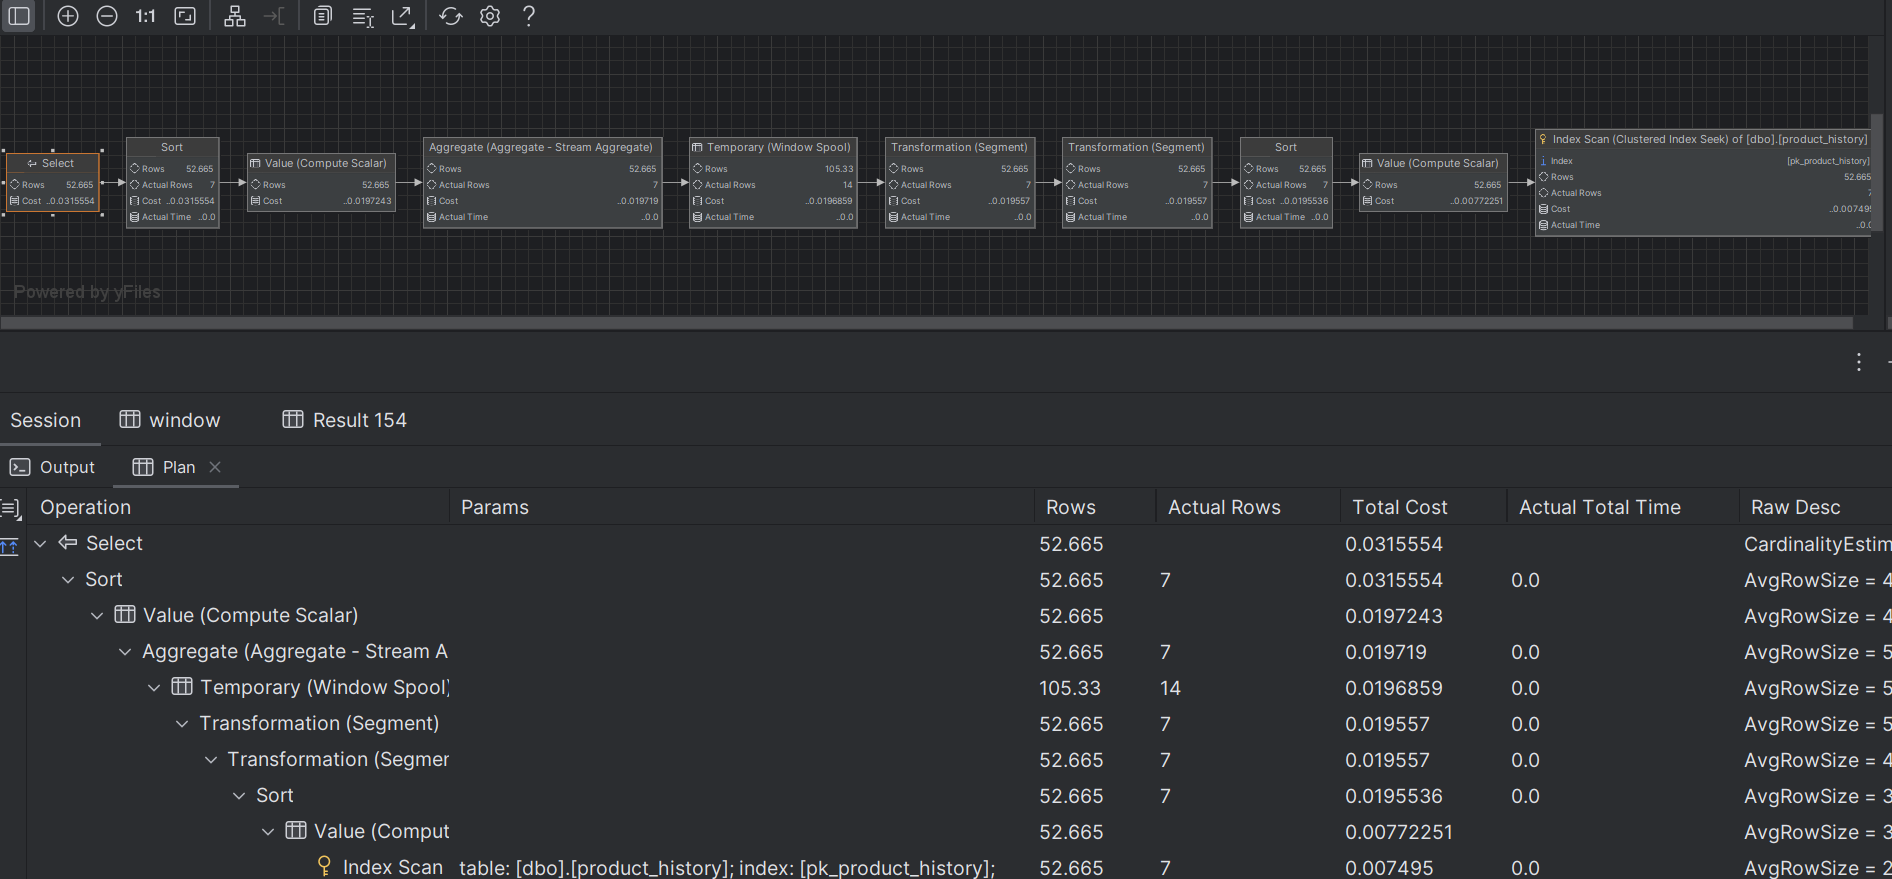 1:1
Select
Rows 52.665
Cost ..0.0315554
Sort
Rows 52.665
Actual Rows 7
Cost ..0.0315554
Actual Time ..0.0
Value (Compute Scalar)
Rows 52.665
Cost ..0.0197243
Aggregate (Aggregate - Stream Aggregate)
Rows 52.665
Actual Rows 7
Cost ..0.019719
Actual Time ..0.0
Temporary (Window Spool)
Rows 105.33
Actual Rows 14
Cost ..0.0196859
Actual Time ..0.0
Transformation (Segment)
Rows 52.665
Actual Rows 7
Cost ..0.019557
Actual Time ..0.0
Transformation (Segment)
Rows 52.665
Actual Rows 7
Cost ..0.019557
Actual Time ..0.0
Sort
Rows 52.665
Actual Rows 7
Cost ..0.0195536
Actual Time ..0.0
Value (Compute Scalar)
Rows 52.665
Cost ..0.00772251
Index Scan (Clustered Index Seek) of [dbo].[product_history]
Index [pk_product_history]
Rows 52.665
Actual Rows 7
Cost ..0.007495
Actual Time ..0.0
Powered by yFiles
Session window Result 154
Output Plan
Operation Params Rows Actual Rows Total Cost Actual Total Time Raw Desc
Select 52.665 0.0315554 CardinalityEstim
Sort 52.665 7 0.0315554 0.0 AvgRowSize = 4
Value (Compute Scalar) 52.665 0.0197243 AvgRowSize = 4
Aggregate (Aggregate - Stream A 52.665 7 0.019719 0.0 AvgRowSize = 5
Temporary (Window Spool) 105.33 14 0.0196859 0.0 AvgRowSize = 5
Transformation (Segment) 52.665 7 0.019557 0.0 AvgRowSize = 5
Transformation (Segmer 52.665 7 0.019557 0.0 AvgRowSize = 4
Sort 52.665 7 0.0195536 0.0 AvgRowSize = 3
Value (Comput 52.665 0.00772251 AvgRowSize = 3
Index Scan table: [dbo].[product_history]; index: [pk_product_history]; 52.665 7 0.007495 0.0 AvgRowSize = 2